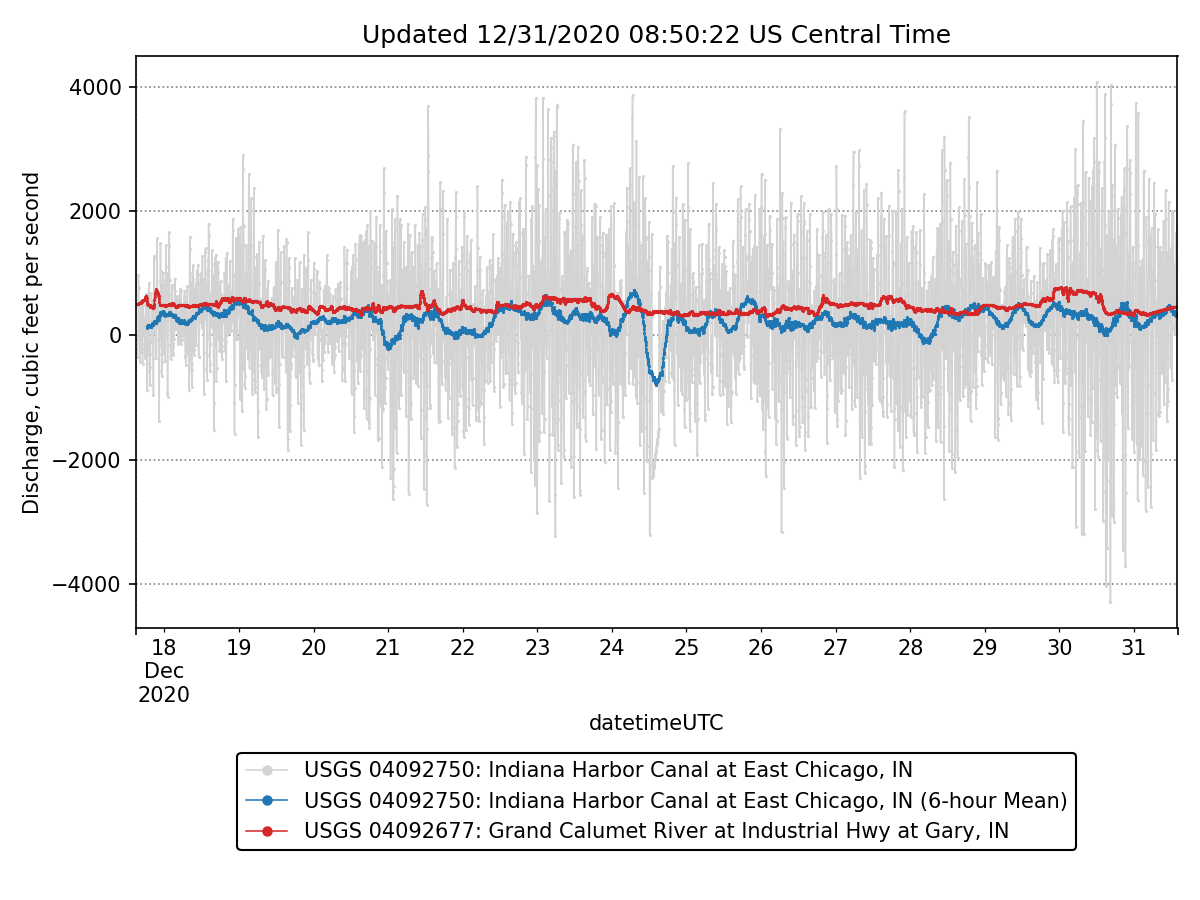 Updated 12/31/2020 08:50:22 US Central Time
Discharge, cubic feet per second
4000
2000
0
−2000
−4000
18 19 20 21 22 23 24 25 26 27 28 29 30 31
Dec
2020
datetimeUTC
USGS 04092750: Indiana Harbor Canal at East Chicago, IN
USGS 04092750: Indiana Harbor Canal at East Chicago, IN (6-hour Mean)
USGS 04092677: Grand Calumet River at Industrial Hwy at Gary, IN